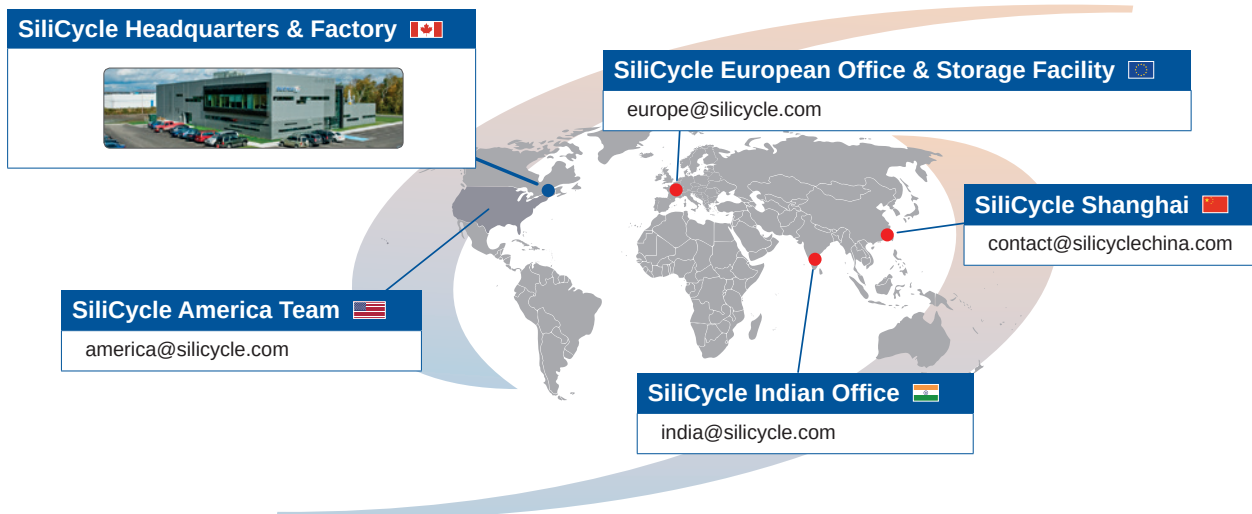 SiliCycle Headquarters & Factory
SiliCycle European Office & Storage Facility
europe@silicycle.com
SiliCycle Shanghai
contact@silicyclechina.com
SiliCycle America Team
america@silicycle.com
SiliCycle Indian Office
india@silicycle.com